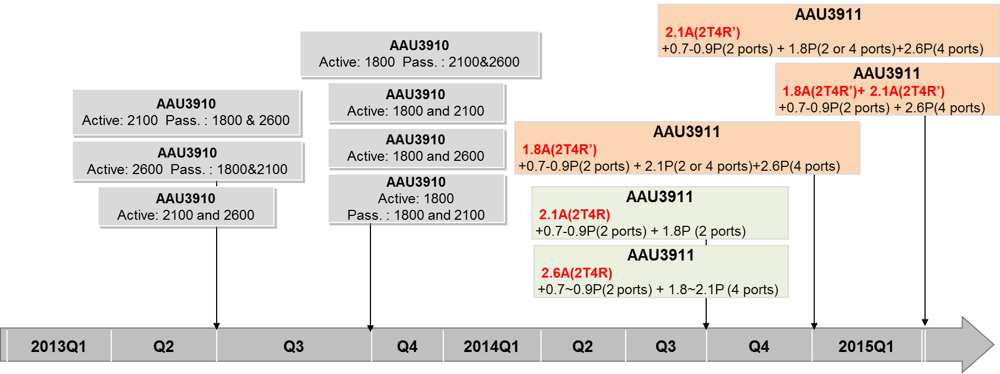 AAU3911
2.1A(2T4R’)
+0.7-0.9P(2 ports) + 1.8P(2 or 4 ports)+2.6P(4 ports)
AAU3910
Active: 1800 Pass. : 2100&2600
AAU3911
1.8A(2T4R’)+ 2.1A(2T4R’)
+0.7-0.9P(2 ports) + 2.6P(4 ports)
AAU3910
Active: 2100 Pass. : 1800 & 2600
AAU3910
Active: 1800 and 2100
AAU3911
1.8A(2T4R’)
+0.7-0.9P(2 ports) + 2.1P(2 or 4 ports)+2.6P(4 ports)
AAU3910
Active: 2600 Pass. : 1800&2100
AAU3910
Active: 1800 and 2600
AAU3910
Active: 2100 and 2600
AAU3910
Active: 1800
Pass. : 1800 and 2100
AAU3911
2.1A(2T4R)
+0.7-0.9P(2 ports) + 1.8P (2 ports)
AAU3911
2.6A(2T4R)
+0.7~0.9P(2 ports) + 1.8~2.1P (4 ports)
2013Q1 Q2 Q3 Q4 2014Q1 Q2 Q3 Q4 2015Q1